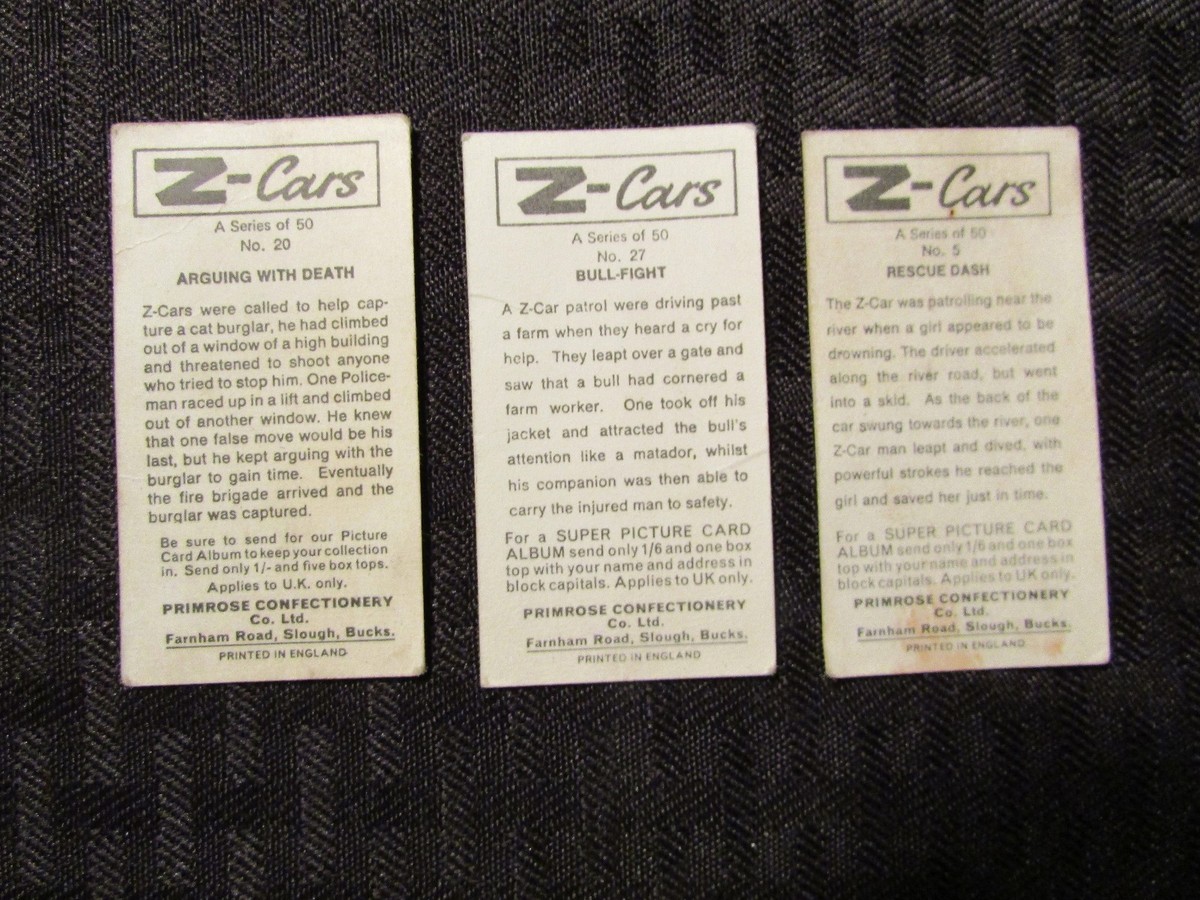 Z-Cars
A Series of 50
No. 20
ARGUING WITH DEATH
Z-Cars were called to help cap-
ture a cat burglar, he had climbed
out of a window of a high building
and threatened to shoot anyone
who tried to stop him. One Police-
man raced up in a lift and climbed
out of another window. He knew
that one false move would be his
last, but he kept arguing with the
burglar to gain time. Eventually
the fire brigade arrived and the
burglar was captured.
Be sure to send for our Picture
Card Album to keep your collection
in. Send only 1/- and five box tops.
Applies to U.K. only.
PRIMROSE CONFECTIONERY
Co. Ltd.
Farnham Road, Slough, Bucks.
PRINTED IN ENGLAND
Z-Cars
A Series of 50
No. 27
BULL-FIGHT
A Z-Car patrol were driving past
a farm when they heard a cry for
help. They leapt over a gate and
saw that a bull had cornered a
farm worker. One took off his
jacket and attracted the bull's
attention like a matador, whilst
his companion was then able to
carry the injured man to safety.
For a SUPER PICTURE CARD
ALBUM send only 1/6 and one box
top with your name and address in
block capitals. Applies to UK only.
PRIMROSE CONFECTIONERY
Co. Ltd.
Farnham Road, Slough, Bucks.
PRINTED IN ENGLAND
Z-Cars
A Series of 50
No. 5
RESCUE DASH
The Z-Car was patrolling near the
river when a girl appeared to be
drowning. The driver accelerated
along the river road, but went
into a skid. As the back of the
car swung towards the river, one
Z-Car man leapt and dived, with
powerful strokes he reached the
girl and saved her just in time.
For a SUPER PICTURE CARD
ALBUM send only 1/6 and one box
top with your name and address in
block capitals. Applies to UK only.
PRIMROSE CONFECTIONERY
Co. Ltd.
Farnham Road, Slough, Bucks.
PRINTED IN ENGLAND